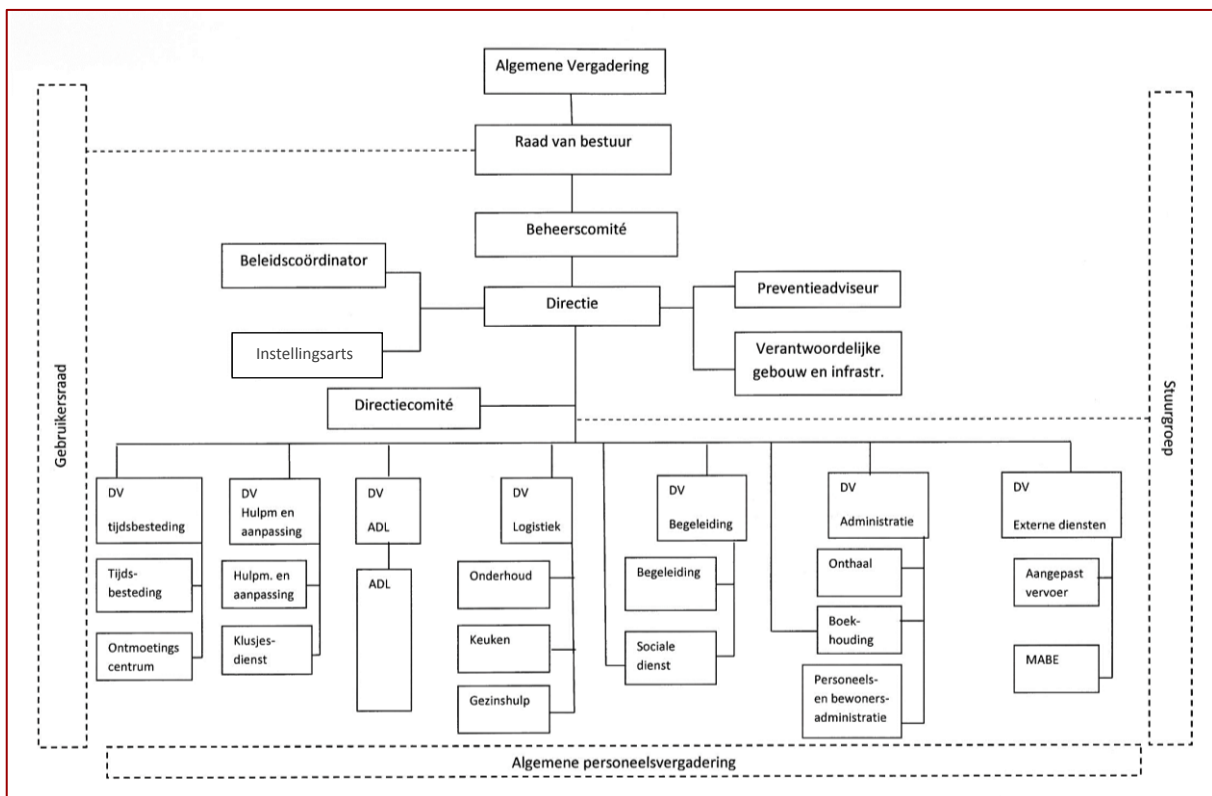 Algemene Vergadering
Raad van bestuur
Beheerscomité
Beleidscoördinator
Directie
Preventieadviseur
Instellingsarts
Verantwoordelijke
gebouw en infrastr.
Directiecomité
Gebruikersraad
Stuurgroep
DV
tijdsbesteding
DV
Hulpm en
aanpassing
DV
ADL
DV
Logistiek
DV
Begeleiding
DV
Administratie
DV
Externe diensten
Tijds-
besteding
Ontmoetings
centrum
Hulpm. en
aanpassing
Klusjes-
dienst
ADL
Onderhoud
Keuken
Gezinshulp
Begeleiding
Sociale
dienst
Onthaal
Boek-
houding
Personeels-
en bewoners-
administratie
Aangepast
vervoer
MABE
Algemene personeelsvergadering